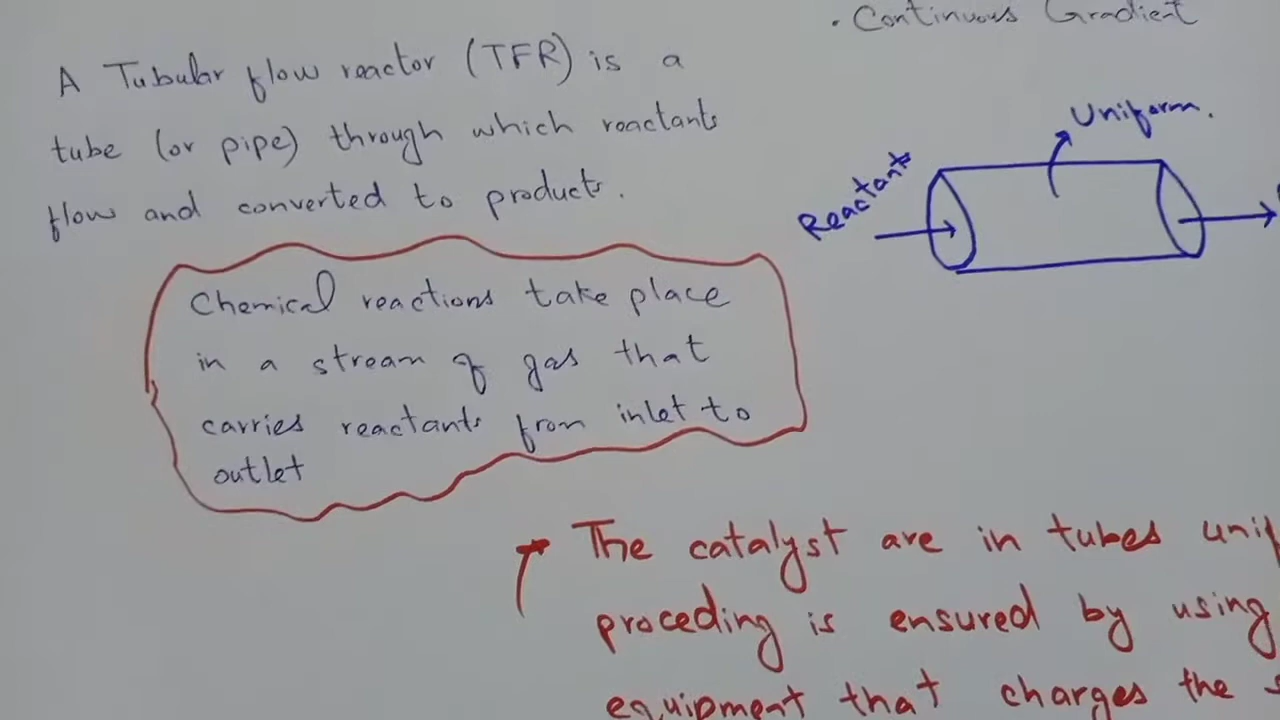 • Continuous Gradient
A Tubular flow reactor (TFR) is a
tube (or pipe) through which reactants
flow and converted to products.
Uniform.
Reactants
Chemical reactions take place
in a stream of gas that
carries reactants from inlet to
outlet
The catalyst are in tubes
proceding is ensured by using
equipment that charges the